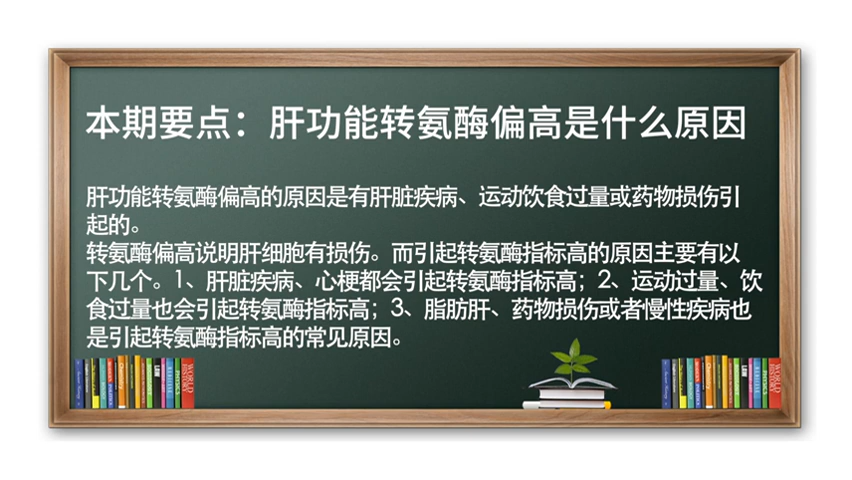 本期要点：肝功能转氨酶偏高是什么原因
肝功能转氨酶偏高的原因是有肝脏疾病、运动饮食过量或药物损伤引
起的。
转氨酶偏高说明肝细胞有损伤。而引起转氨酶指标高的原因主要有以
下几个。1、肝脏疾病、心梗都会引起转氨酶指标高；2、运动过量、饮
食过量也会引起转氨酶指标高；3、脂肪肝、药物损伤或者慢性疾病也
是引起转氨酶指标高的常见原因。
WORLD HISTORY
WORLD HISTORY